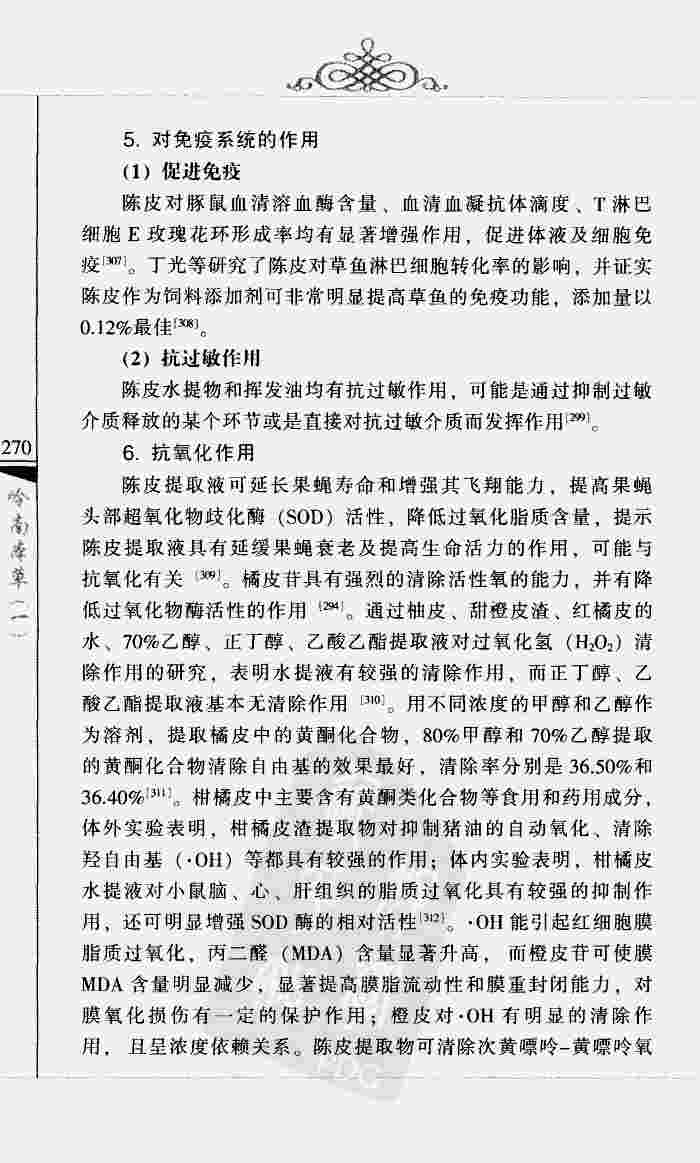 5. 对免疫系统的作用
(1) 促进免疫
陈皮对豚鼠血清溶血酶含量、血清血凝抗体滴度、T 淋巴
细胞 E 玫瑰花环形成率均有显著增强作用，促进体液及细胞免
疫[307]。丁光等研究了陈皮对草鱼淋巴细胞转化率的影响，并证实
陈皮作为饲料添加剂可非常明显提高草鱼的免疫功能，添加量以
0.12%最佳[308]。
(2) 抗过敏作用
陈皮水提物和挥发油均有抗过敏作用，可能是通过抑制过敏
介质释放的某个环节或是直接对抗过敏介质而发挥作用[299]。
270
6. 抗氧化作用
陈皮提取液可延长果蝇寿命和增强其飞翔能力，提高果蝇
头部超氧化物歧化酶 (SOD) 活性，降低过氧化脂质含量，提示
陈皮提取液具有延缓果蝇衰老及提高生命活力的作用，可能与
抗氧化有关 [309]。橘皮苷具有强烈的清除活性氧的能力，并有降
低过氧化物酶活性的作用 [294]。通过柚皮、甜橙皮渣、红橘皮的
水、70%乙醇、正丁醇、乙酸乙酯提取液对过氧化氢 (H₂O₂) 清
除作用的研究，表明水提液有较强的清除作用，而正丁醇、乙
酸乙酯提取液基本无清除作用 [310]。用不同浓度的甲醇和乙醇作
为溶剂，提取橘皮中的黄酮化合物，80%甲醇和 70%乙醇提取
的黄酮化合物清除自由基的效果最好，清除率分别是 36.50%和
36.40%[311]。柑橘皮中主要含有黄酮类化合物等食用和药用成分，
体外实验表明，柑橘皮渣提取物对抑制猪油的自动氧化、清除
羟自由基 (·OH) 等都具有较强的作用；体内实验表明，柑橘皮
水提液对小鼠脑、心、肝组织的脂质过氧化具有较强的抑制作
用，还可明显增强 SOD 酶的相对活性[312]。·OH 能引起红细胞膜
脂质过氧化，丙二醛 (MDA) 含量显著升高， 而橙皮苷可使膜
MDA 含量明显减少，显著提高膜脂流动性和膜重封闭能力，对
膜氧化损伤有一定的保护作用；橙皮对·OH 有明显的清除作
用， 且呈浓度依赖关系。陈皮提取物可清除次黄嘌呤–黄嘌呤氧
岭南本草（一）
PDG